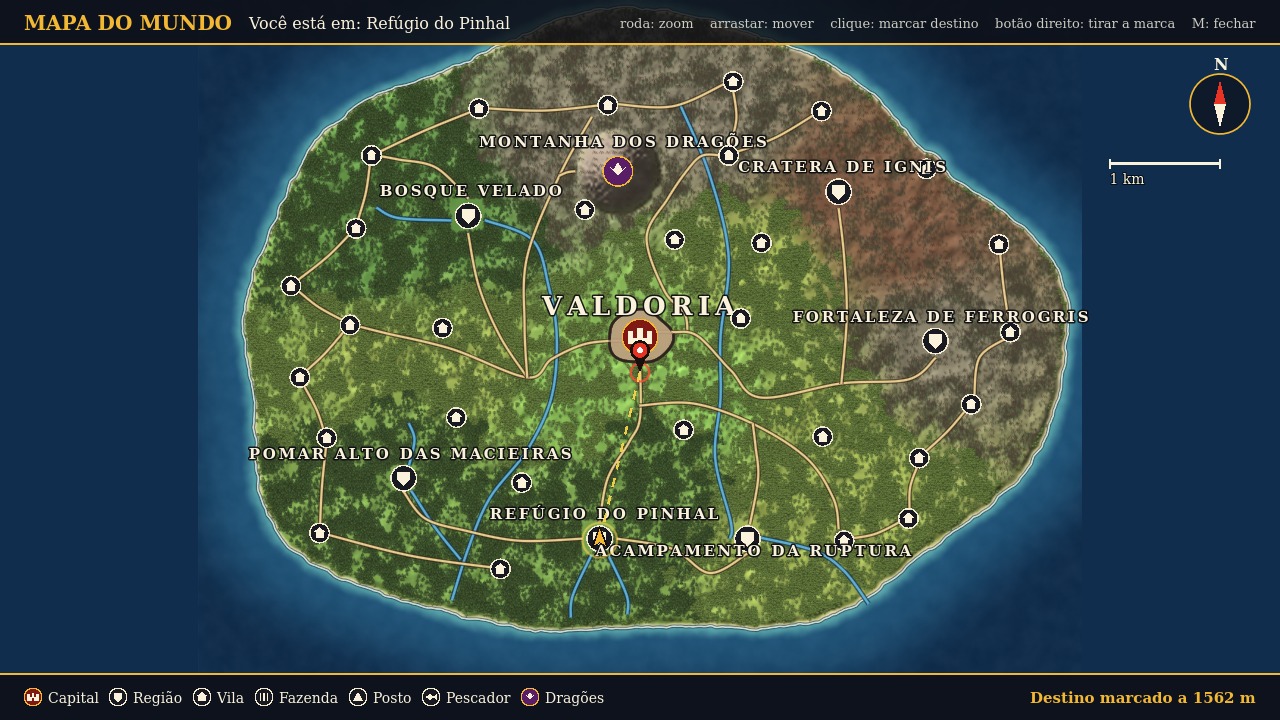 MAPA DO MUNDO Você está em: Refúgio do Pinhal roda: zoom arrastar: mover clique: marcar destino botão direito: tirar a marca M: fechar
N
MONTANHA DOS DRAGÕES
CRATERA DE IGNIS
1 km
BOSQUE VELADO
VALDORIA
FORTALEZA DE FERROGRIS
POMAR ALTO DAS MACIEIRAS
REFÚGIO DO PINHAL
ACAMPAMENTO DA RUPTURA
Capital Região Vila Fazenda Posto Pescador Dragões Destino marcado a 1562 m